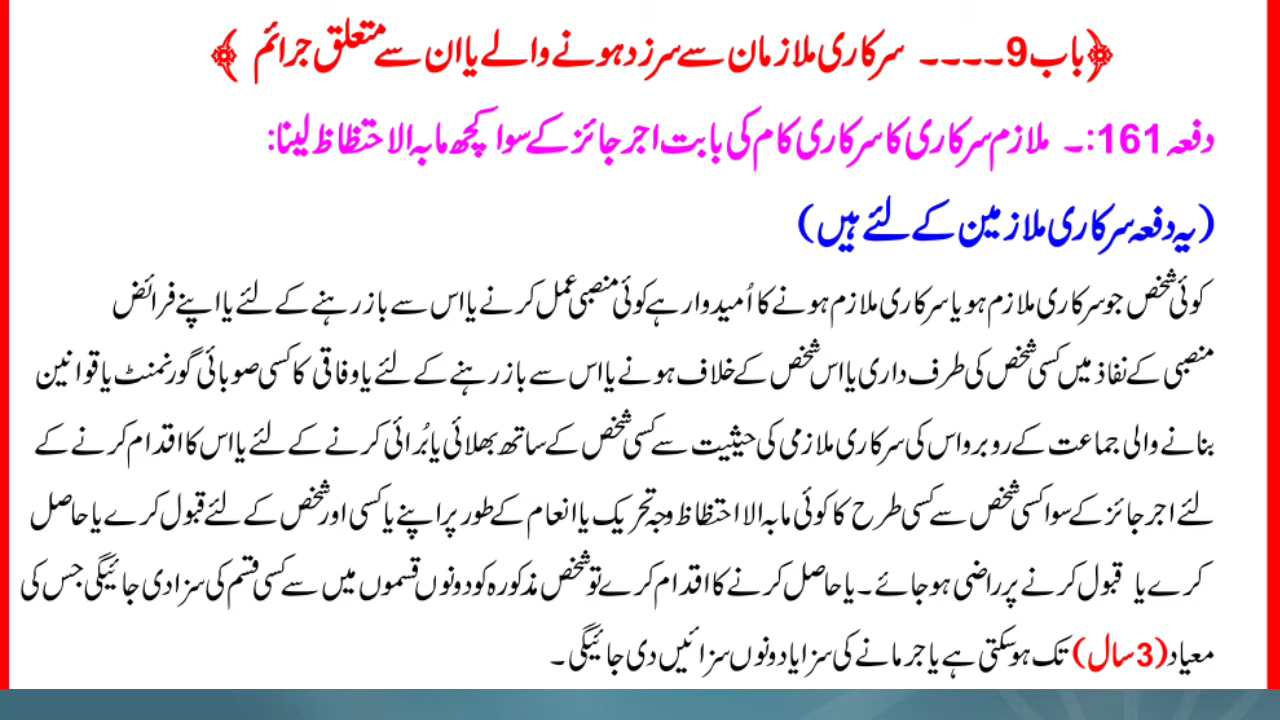 ﴿باب 9۔۔۔۔ سرکاری ملازمان سے سرزد ہونے والے یا ان سے متعلق جرائم ﴾
دفعہ 161:۔ ملازم سرکاری کا سرکاری کام کی بابت اجر جائز کے سوا کچھ مابہ الاحتظاظ لینا:
(یہ دفعہ سرکاری ملازمین کے لئے ہیں)
کوئی شخص جو سرکاری ملازم ہو یا سرکاری ملازم ہونے کا اُمیدوار ہے کوئی منصبی عمل کرنے یا اس سے باز رہنے کے لئے یا اپنے فرائض
منصبی کے نفاذ میں کسی شخص کی طرف داری یا اس شخص کے خلاف ہونے یا اس سے باز رہنے کے لئے یا وفاقی کا کسی صوبائی گورنمنٹ یا قوانین
بنانے والی جماعت کے روبرو اس کی سرکاری ملازمی کی حیثیت سے کسی شخص کے ساتھ بھلائی یا بُرائی کرنے کے لئے یا اس کا اقدام کرنے کے
لئے اجر جائز کے سوا کسی شخص سے کسی طرح کا کوئی مابہ الا احتظاظ وجہ تحریک یا انعام کے طور پر اپنے یا کسی اور شخص کے لئے قبول کرے یا حاصل
کرے یا قبول کرنے پر راضی ہو جائے۔ یا حاصل کرنے کا اقدام کرے تو شخص مذکورہ کو دونوں قسموں میں سے کسی قسم کی سزا دی جائیگی جس کی
معیاد (3 سال) تک ہو سکتی ہے یا جرمانے کی سزا یا دونوں سزائیں دی جائیگی۔